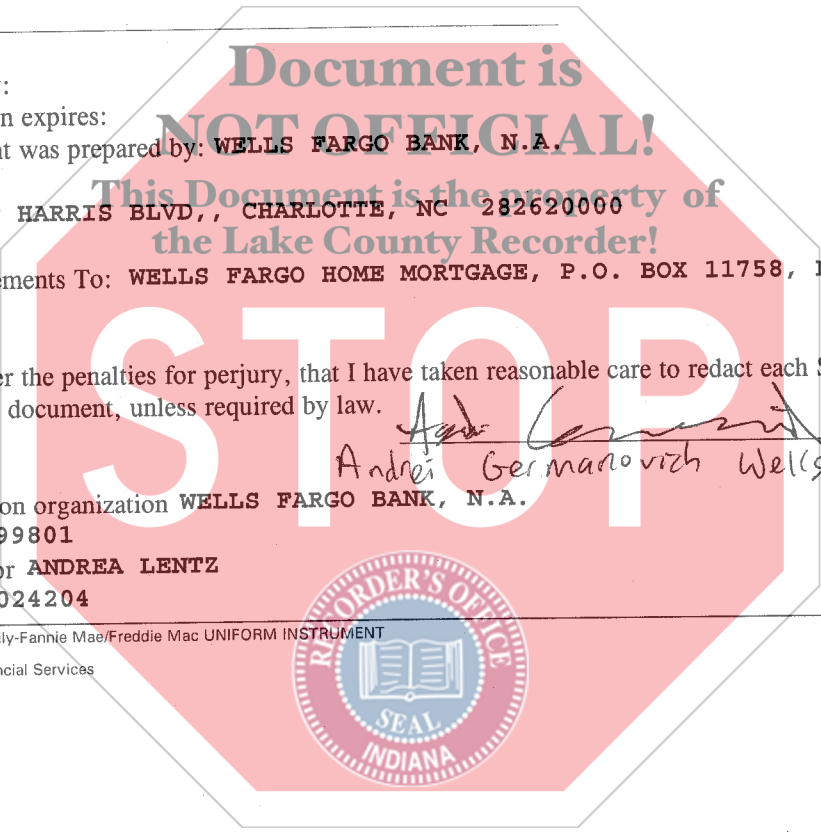 Document is
:
n expires:
NOT OFFICIAL!
nt was prepared by: WELLS FARGO BANK, N.A.
This Document is the property of
HARRIS BLVD,, CHARLOTTE, NC 282620000
the Lake County Recorder!
ements To: WELLS FARGO HOME MORTGAGE, P.O. BOX 11758,
STOP
er the penalties for perjury, that I have taken reasonable care to redact each S
document, unless required by law.
Andrei Germanovich Wells
on organization WELLS FARGO BANK, N.A.
99801
or ANDREA LENTZ
024204
ly-Fannie Mae/Freddie Mac UNIFORM INSTRUMENT
ncial Services
RECORDER'S OFFICE
SEAL
INDIANA